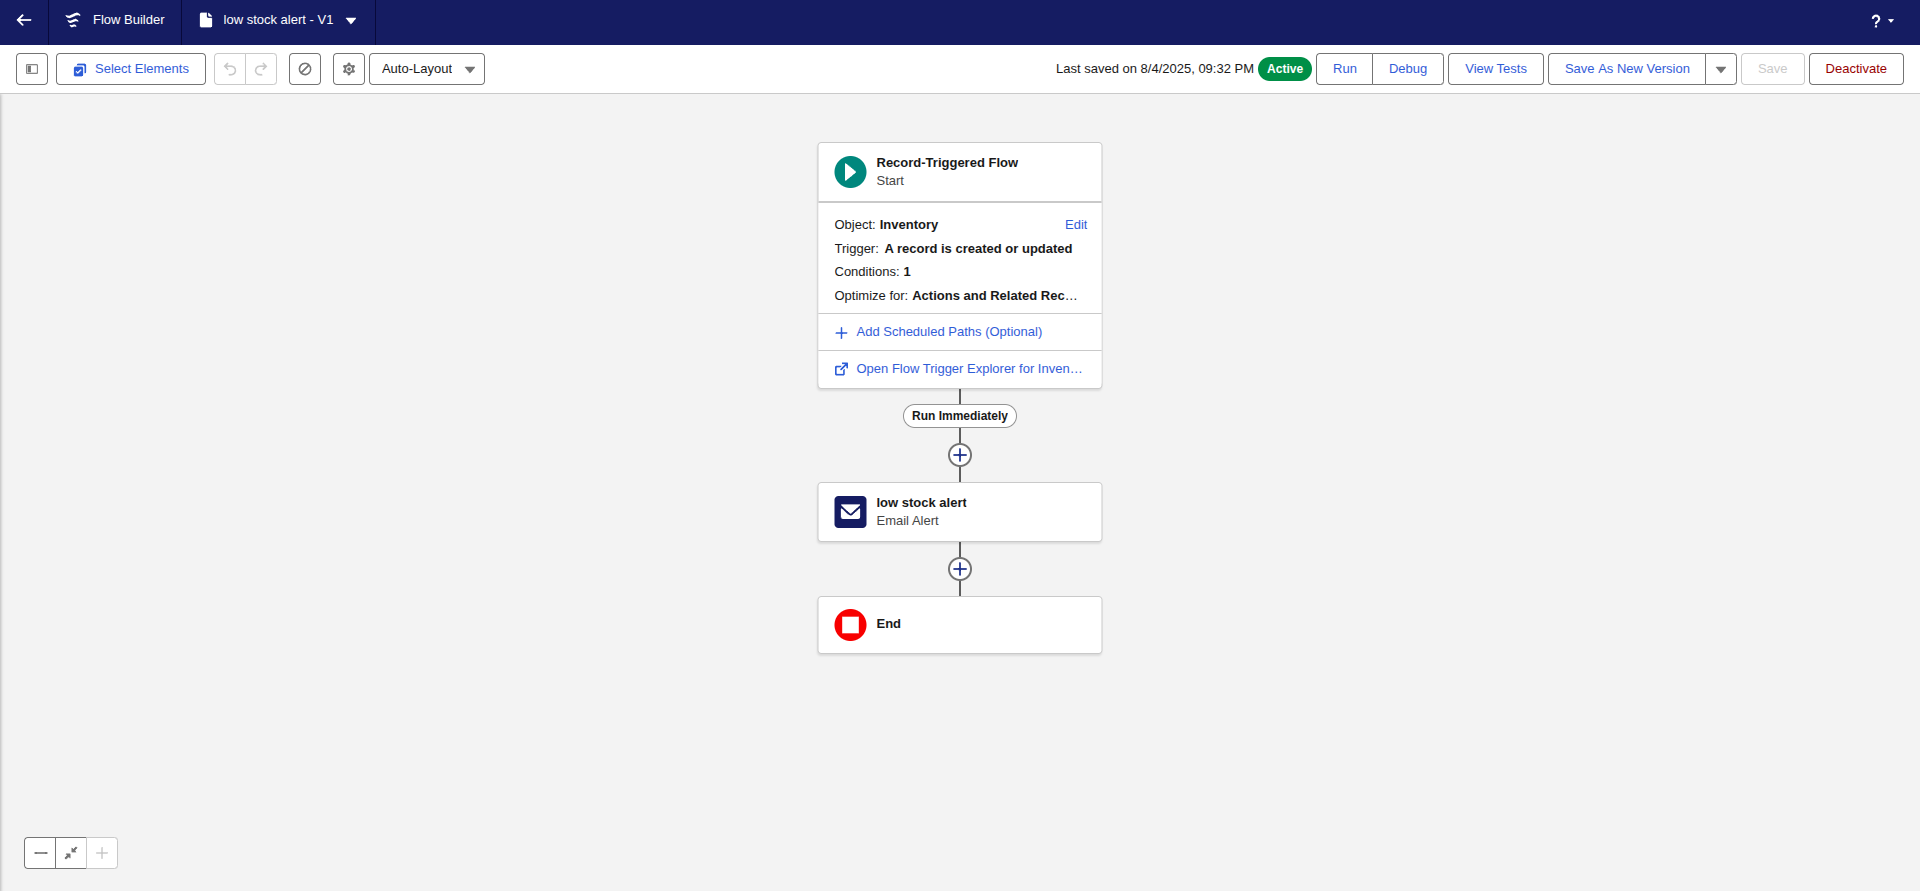 Flow Builder
low stock alert - V1
?
Select Elements
Auto-Layout
Last saved on 8/4/2025, 09:32 PM
Active
Run
Debug
View Tests
Save As New Version
Save
Deactivate
Record-Triggered Flow
Start
Object: Inventory
Edit
Trigger: A record is created or updated
Conditions: 1
Optimize for: Actions and Related Rec…
Add Scheduled Paths (Optional)
Open Flow Trigger Explorer for Inven…
Run Immediately
low stock alert
Email Alert
End